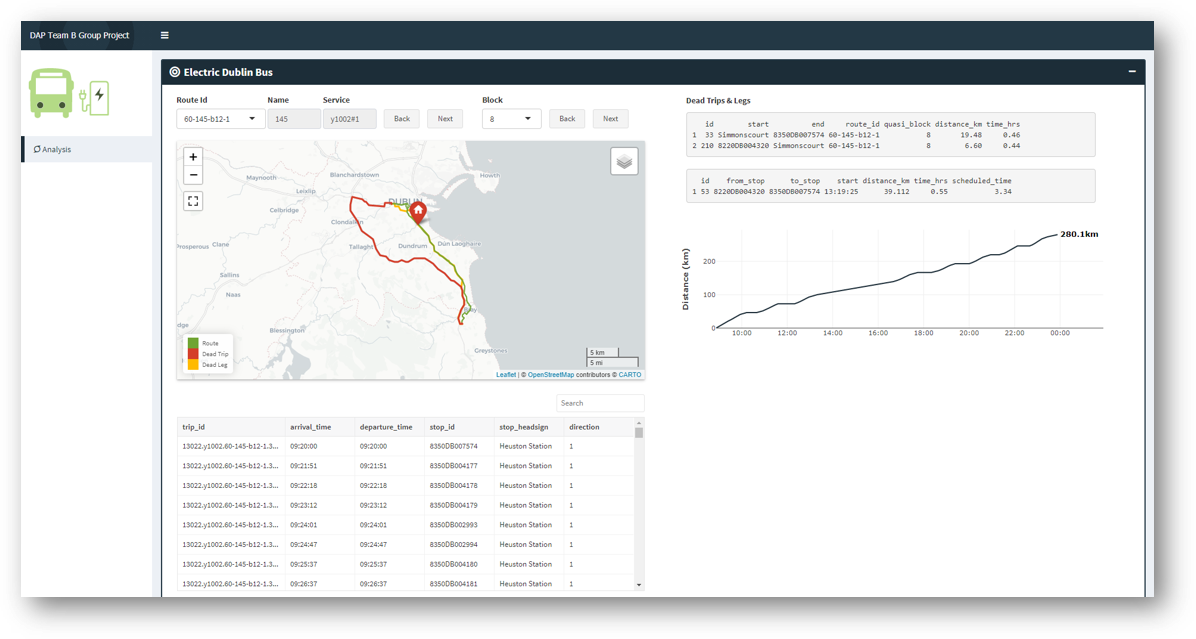 DAP Team B Group Project
Electric Dublin Bus
Analysis
Route Id Name Service Block
60-145-b12-1 145 y1002#1 Back Next 8 Back Next
Maynooth
Blanchardstown
Howth
Leixlip
Celbridge
DUBLIN
Clondalkin
Prosperous
Clane
Tallaght
Dundrum
Dún Laoghaire
Sallins
Naas
Bray
Blessington
Greystones
Route
Dead Trip
Dead Leg
5 km
5 mi
Leaflet | © OpenStreetMap contributors © CARTO
Search
trip_id arrival_time departure_time stop_id stop_headsign direction
13022.y1002.60-145-b12-1.3... 09:20:00 09:20:00 8350DB007574 Heuston Station 1
13022.y1002.60-145-b12-1.3... 09:21:51 09:21:51 8350DB004177 Heuston Station 1
13022.y1002.60-145-b12-1.3... 09:22:18 09:22:18 8350DB004178 Heuston Station 1
13022.y1002.60-145-b12-1.3... 09:23:12 09:23:12 8350DB004179 Heuston Station 1
13022.y1002.60-145-b12-1.3... 09:24:01 09:24:01 8350DB002993 Heuston Station 1
13022.y1002.60-145-b12-1.3... 09:24:47 09:24:47 8350DB002994 Heuston Station 1
13022.y1002.60-145-b12-1.3... 09:25:37 09:25:37 8350DB004180 Heuston Station 1
13022.y1002.60-145-b12-1.3... 09:26:37 09:26:37 8350DB004181 Heuston Station 1
Dead Trips & Legs
id start end route_id quasi_block distance_km time_hrs
1 33 Simmonscourt 8350DB007574 60-145-b12-1 8 19.48 0.46
2 210 8220DB004320 Simmonscourt 60-145-b12-1 8 6.60 0.44
id from_stop to_stop start distance_km time_hrs scheduled_time
1 53 8220DB004320 8350DB007574 13:19:25 39.112 0.55 3.34
280.1km
Distance (km)
200
100
0
10:00 12:00 14:00 16:00 18:00 20:00 22:00 00:00